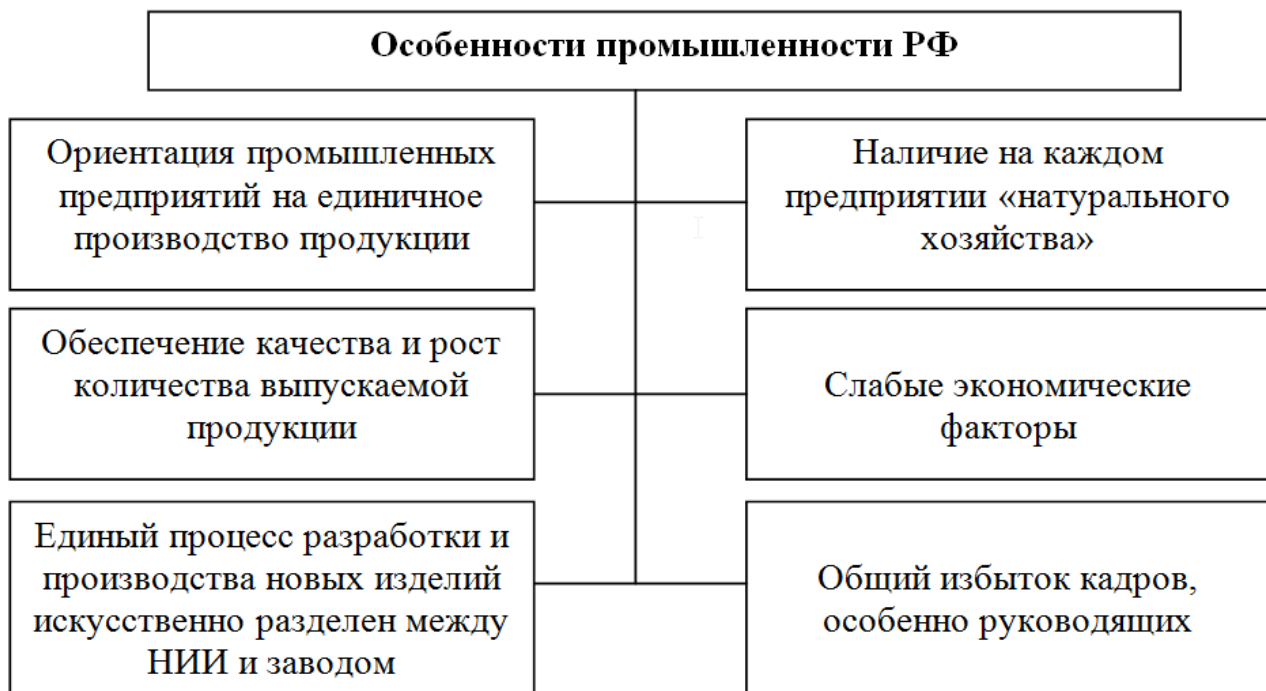 Особенности промышленности РФ
Ориентация промышленных
предприятий на единичное
производство продукции
Наличие на каждом
предприятии «натурального
хозяйства»
Обеспечение качества и рост
количества выпускаемой
продукции
Слабые экономические
факторы
Единый процесс разработки и
производства новых изделий
искусственно разделен между
НИИ и заводом
Общий избыток кадров,
особенно руководящих